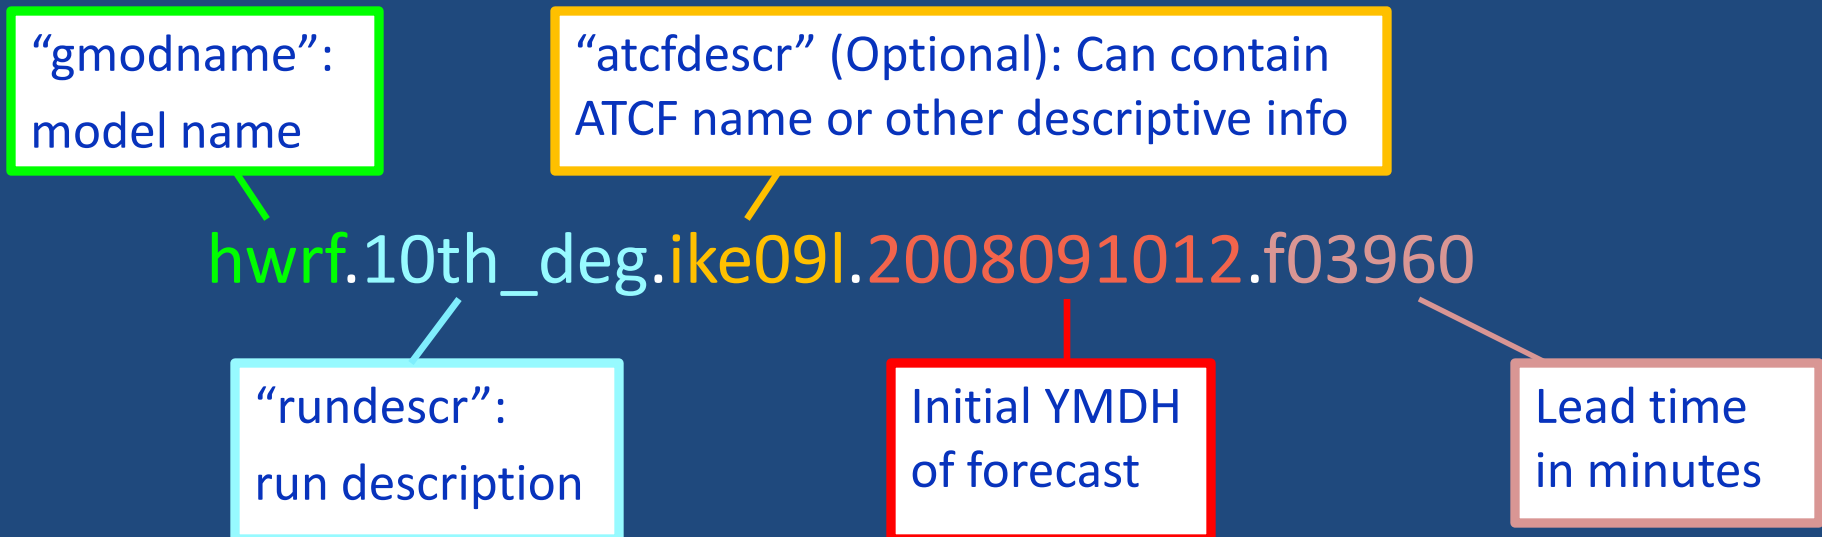 “gmodname”:
model name
“atcfdescr” (Optional): Can contain
ATCF name or other descriptive info
hwrf.10th_deg.ike09l.2008091012.f03960
“rundescr”:
run description
Initial YMDH
of forecast
Lead time
in minutes